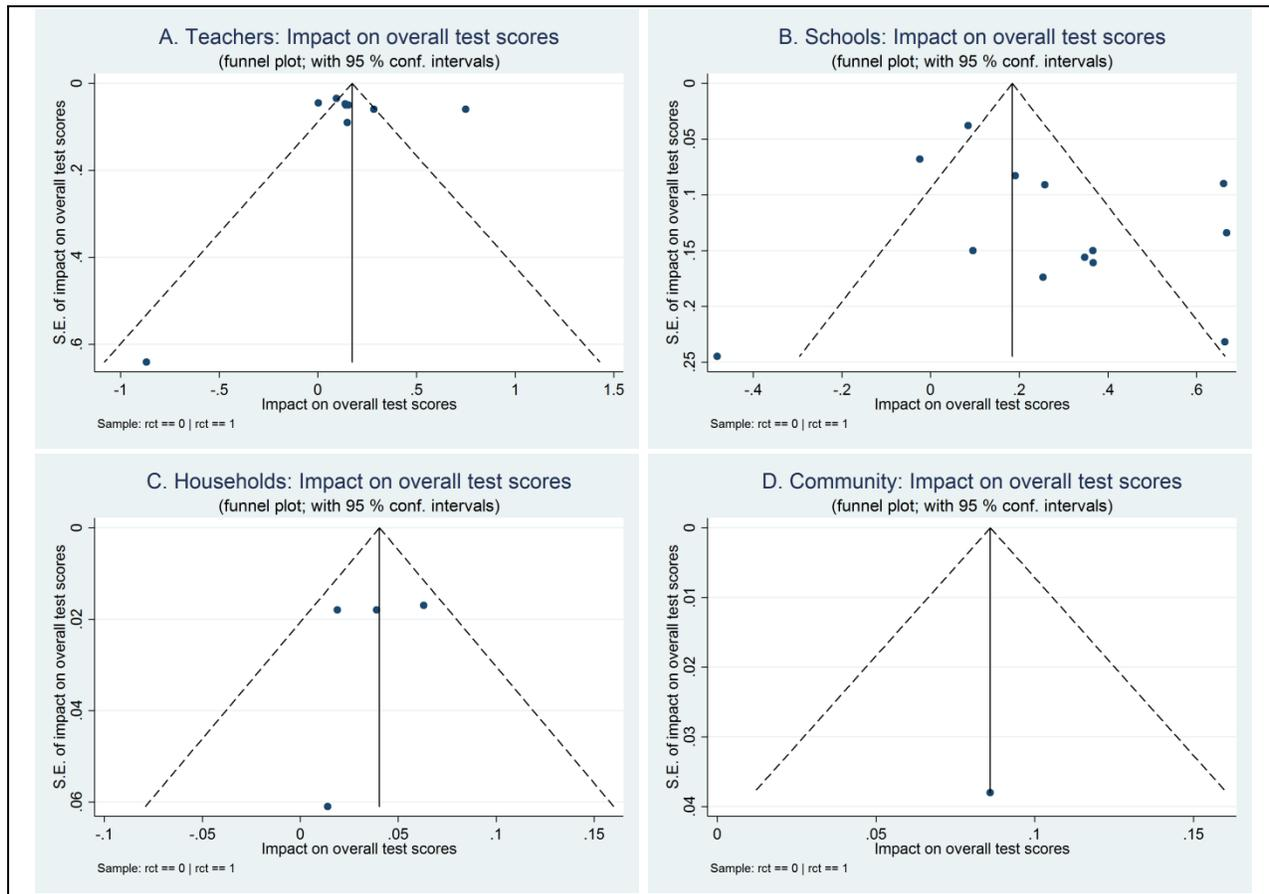 A. Teachers: Impact on overall test scores
(funnel plot; with 95 % conf. intervals)
S.E. of impact on overall test scores
0
.2
.4
.6
-1
-.5
0
.5
1
1.5
Impact on overall test scores
Sample: rct == 0 | rct == 1
B. Schools: Impact on overall test scores
(funnel plot; with 95 % conf. intervals)
S.E. of impact on overall test scores
0
.05
.1
.15
.2
.25
-.4
-.2
0
.2
.4
.6
Impact on overall test scores
Sample: rct == 0 | rct == 1
C. Households: Impact on overall test scores
(funnel plot; with 95 % conf. intervals)
S.E. of impact on overall test scores
0
.02
.04
.06
-.1
-.05
0
.05
.1
.15
Impact on overall test scores
Sample: rct == 0 | rct == 1
D. Community: Impact on overall test scores
(funnel plot; with 95 % conf. intervals)
S.E. of impact on overall test scores
0
.01
.02
.03
.04
0
.05
.1
.15
Impact on overall test scores
Sample: rct == 0 | rct == 1